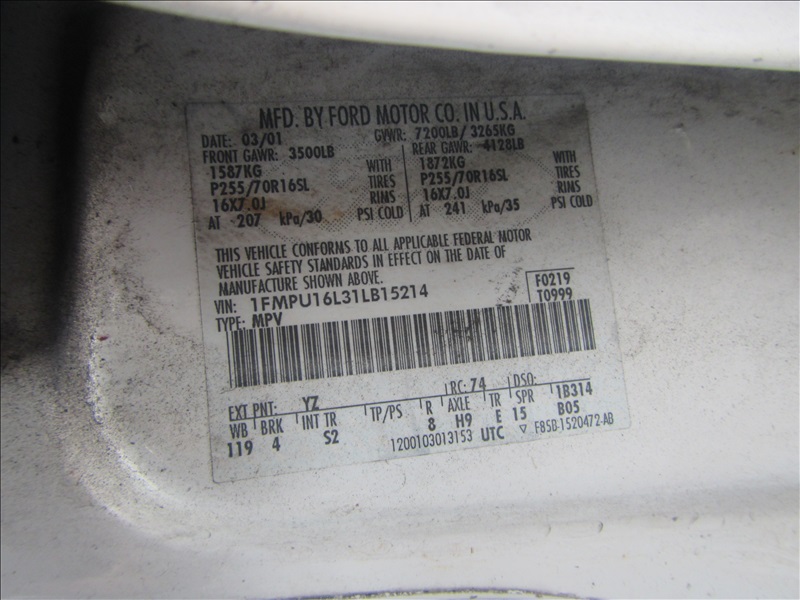 MFD. BY FORD MOTOR CO. IN U.S.A.
DATE: 03/01 GVWR: 7200LB/ 3265KG
FRONT GAWR: 3500LB REAR GAWR: 4128LB
1587KG WITH 1872KG WITH
P255/70R16SL TIRES P255/70R16SL TIRES
16X7.0J RIMS 16X7.0J RIMS
AT 207 kPa/30 PSI COLD AT 241 kPa/35 PSI COLD
THIS VEHICLE CONFORMS TO ALL APPLICABLE FEDERAL MOTOR
VEHICLE SAFETY STANDARDS IN EFFECT ON THE DATE OF
MANUFACTURE SHOWN ABOVE.
VIN: 1FMPU16L31LB15214 F0219
TYPE: MPV T0999
EXT PNT: YZ RC: 74 DSO:
WB BRK INT TR TP/PS R AXLE TR SPR 1B314
119 4 S2 8 H9 E 15 B05
1200103013153 UTC ▽ F85B-1520472-AB